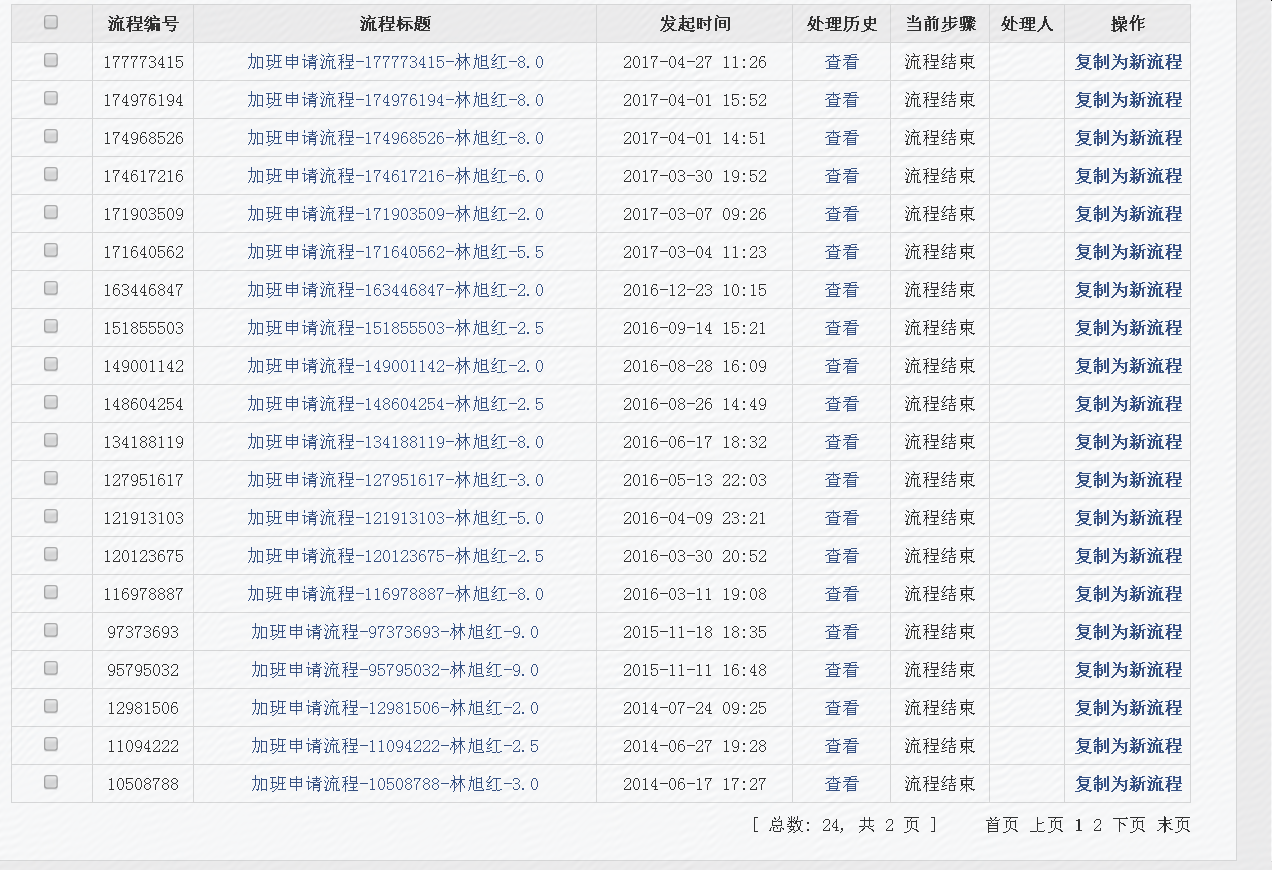 流程编号 流程标题 发起时间 处理历史 当前步骤 处理人 操作
177773415 加班申请流程-177773415-林旭红-8.0 2017-04-27 11:26 查看 流程结束 复制为新流程
174976194 加班申请流程-174976194-林旭红-8.0 2017-04-01 15:52 查看 流程结束 复制为新流程
174968526 加班申请流程-174968526-林旭红-8.0 2017-04-01 14:51 查看 流程结束 复制为新流程
174617216 加班申请流程-174617216-林旭红-6.0 2017-03-30 19:52 查看 流程结束 复制为新流程
171903509 加班申请流程-171903509-林旭红-2.0 2017-03-07 09:26 查看 流程结束 复制为新流程
171640562 加班申请流程-171640562-林旭红-5.5 2017-03-04 11:23 查看 流程结束 复制为新流程
163446847 加班申请流程-163446847-林旭红-2.0 2016-12-23 10:15 查看 流程结束 复制为新流程
151855503 加班申请流程-151855503-林旭红-2.5 2016-09-14 15:21 查看 流程结束 复制为新流程
149001142 加班申请流程-149001142-林旭红-2.0 2016-08-28 16:09 查看 流程结束 复制为新流程
148604254 加班申请流程-148604254-林旭红-2.5 2016-08-26 14:49 查看 流程结束 复制为新流程
134188119 加班申请流程-134188119-林旭红-8.0 2016-06-17 18:32 查看 流程结束 复制为新流程
127951617 加班申请流程-127951617-林旭红-3.0 2016-05-13 22:03 查看 流程结束 复制为新流程
121913103 加班申请流程-121913103-林旭红-5.0 2016-04-09 23:21 查看 流程结束 复制为新流程
120123675 加班申请流程-120123675-林旭红-2.5 2016-03-30 20:52 查看 流程结束 复制为新流程
116978887 加班申请流程-116978887-林旭红-8.0 2016-03-11 19:08 查看 流程结束 复制为新流程
97373693 加班申请流程-97373693-林旭红-9.0 2015-11-18 18:35 查看 流程结束 复制为新流程
95795032 加班申请流程-95795032-林旭红-9.0 2015-11-11 16:48 查看 流程结束 复制为新流程
12981506 加班申请流程-12981506-林旭红-2.0 2014-07-24 09:25 查看 流程结束 复制为新流程
11094222 加班申请流程-11094222-林旭红-2.5 2014-06-27 19:28 查看 流程结束 复制为新流程
10508788 加班申请流程-10508788-林旭红-3.0 2014-06-17 17:27 查看 流程结束 复制为新流程
[ 总数: 24, 共 2 页 ] 首页 上页 1 2 下页 末页